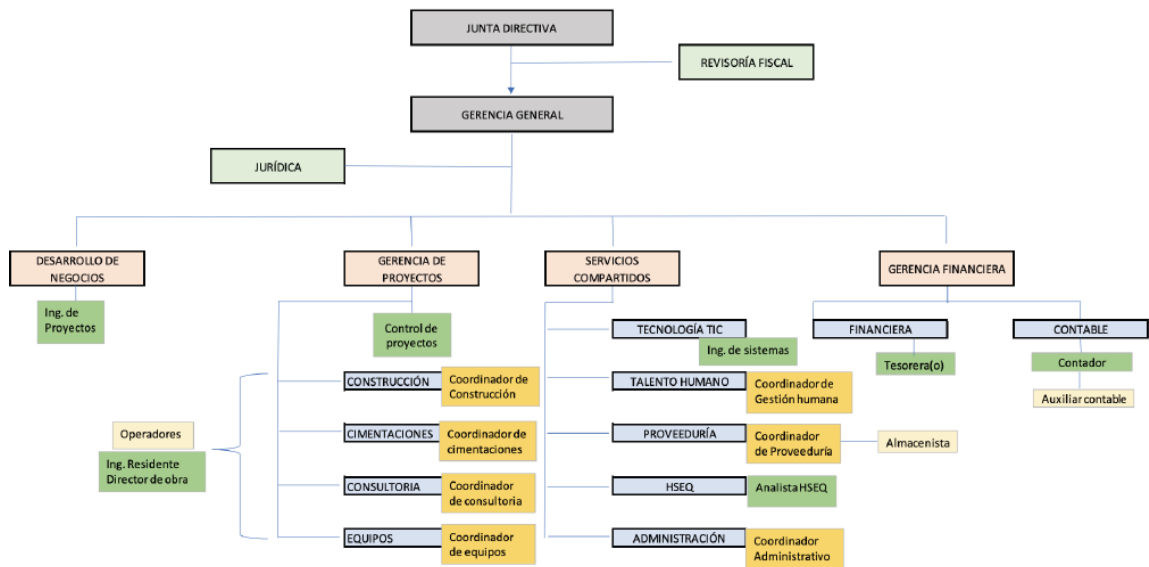 JUNTA DIRECTIVA
REVISORÍA FISCAL
GERENCIA GENERAL
JURÍDICA
DESARROLLO DE
NEGOCIOS
GERENCIA DE
PROYECTOS
SERVICIOS
COMPARTIDOS
GERENCIA FINANCIERA
Ing. de
Proyectos
Control de
proyectos
TECNOLOGÍA TIC
Ing. de sistemas
FINANCIERA
Tesorera(o)
CONTABLE
Contador
Auxiliar contable
CONSTRUCCIÓN
Coordinador de
Construcción
TALENTO HUMANO
Coordinador de
Gestión humana
Operadores
Ing. Residente
Director de obra
CIMENTACIONES
Coordinador de
cimentaciones
PROVEEDURÍA
Coordinador
de Proveeduría
Almacenista
CONSULTORIA
Coordinador
de consultoria
HSEQ
Analista HSEQ
EQUIPOS
Coordinador
de equipos
ADMINISTRACIÓN
Coordinador
Administrativo